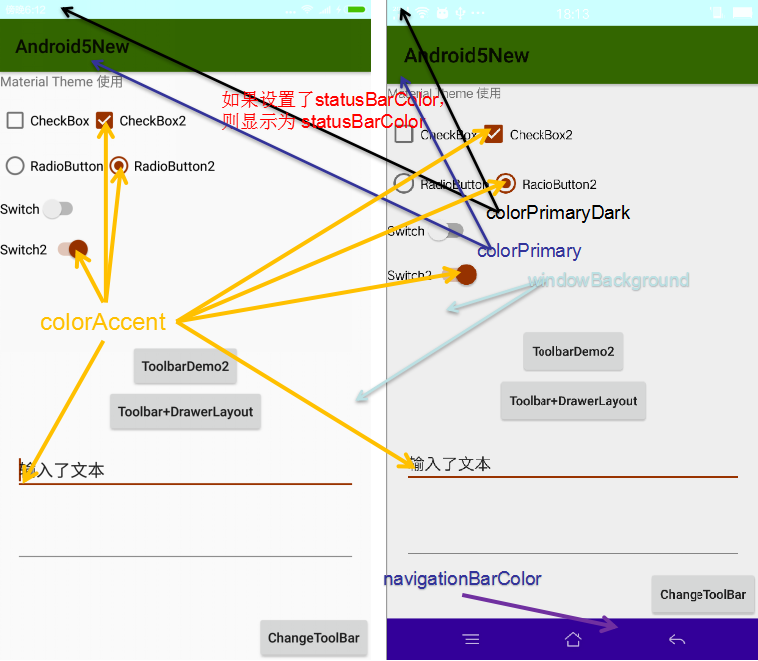 18:13
Android5New
Android5New
Material Theme 使用
Material Theme 使用
如果设置了statusBarColor,
则显示为 statusBarColor
CheckBox
CheckBox2
CheckBox
CheckBox2
RadioButton
RadioButton2
RadioButton
RadioButton2
colorPrimaryDark
Switch
Switch
Switch2
colorPrimary
Switch2
windowBackground
colorAccent
ToolbarDemo2
ToolbarDemo2
Toolbar+DrawerLayout
Toolbar+DrawerLayout
输入了文本
输入了文本
navigationBarColor
ChangeToolBar
ChangeToolBar